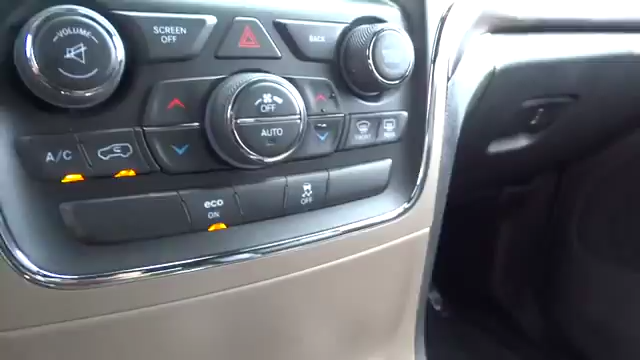 VOLUME
SCREEN
OFF
BACK
OFF
AUTO
A/C
eco
ON
OFF